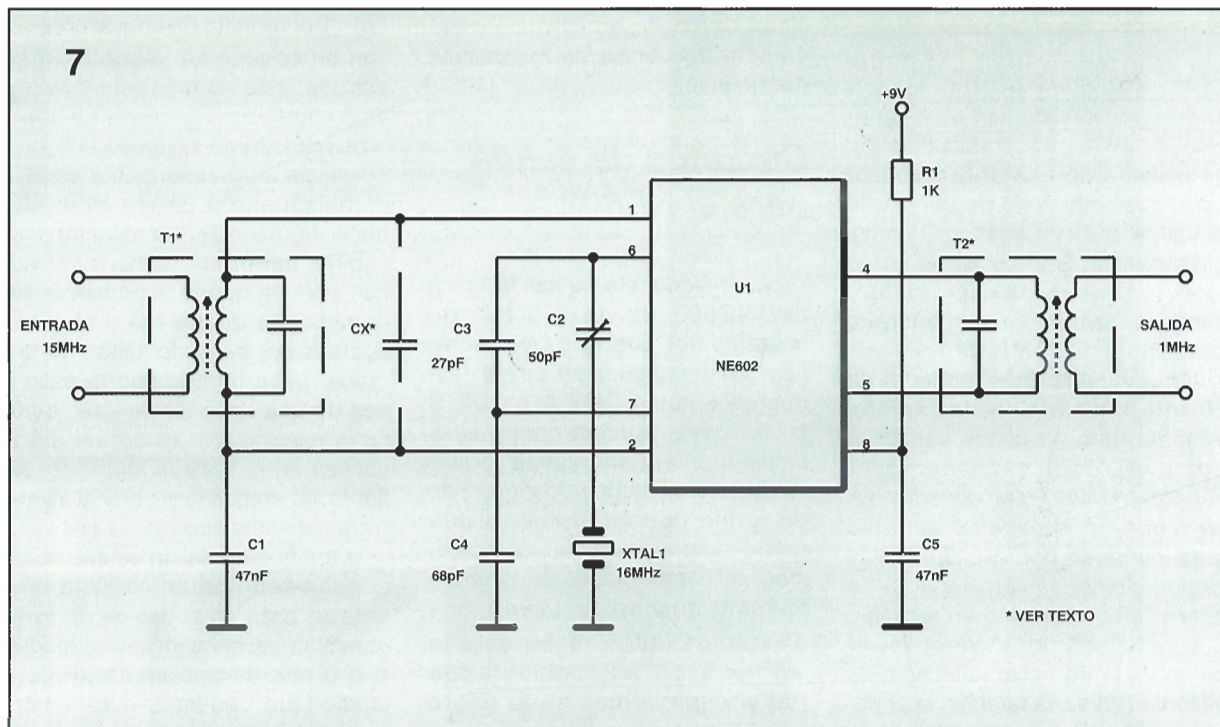 7
+9V
R1
1K
1
6
7
2
U1
NE602
4
5
8
T1*
T2*
ENTRADA
15MHz
CX*
C3
27pF
C2
50pF
SALIDA
1MHz
C1
47nF
C4
68pF
XTAL1
16MHz
C5
47nF
* VER TEXTO